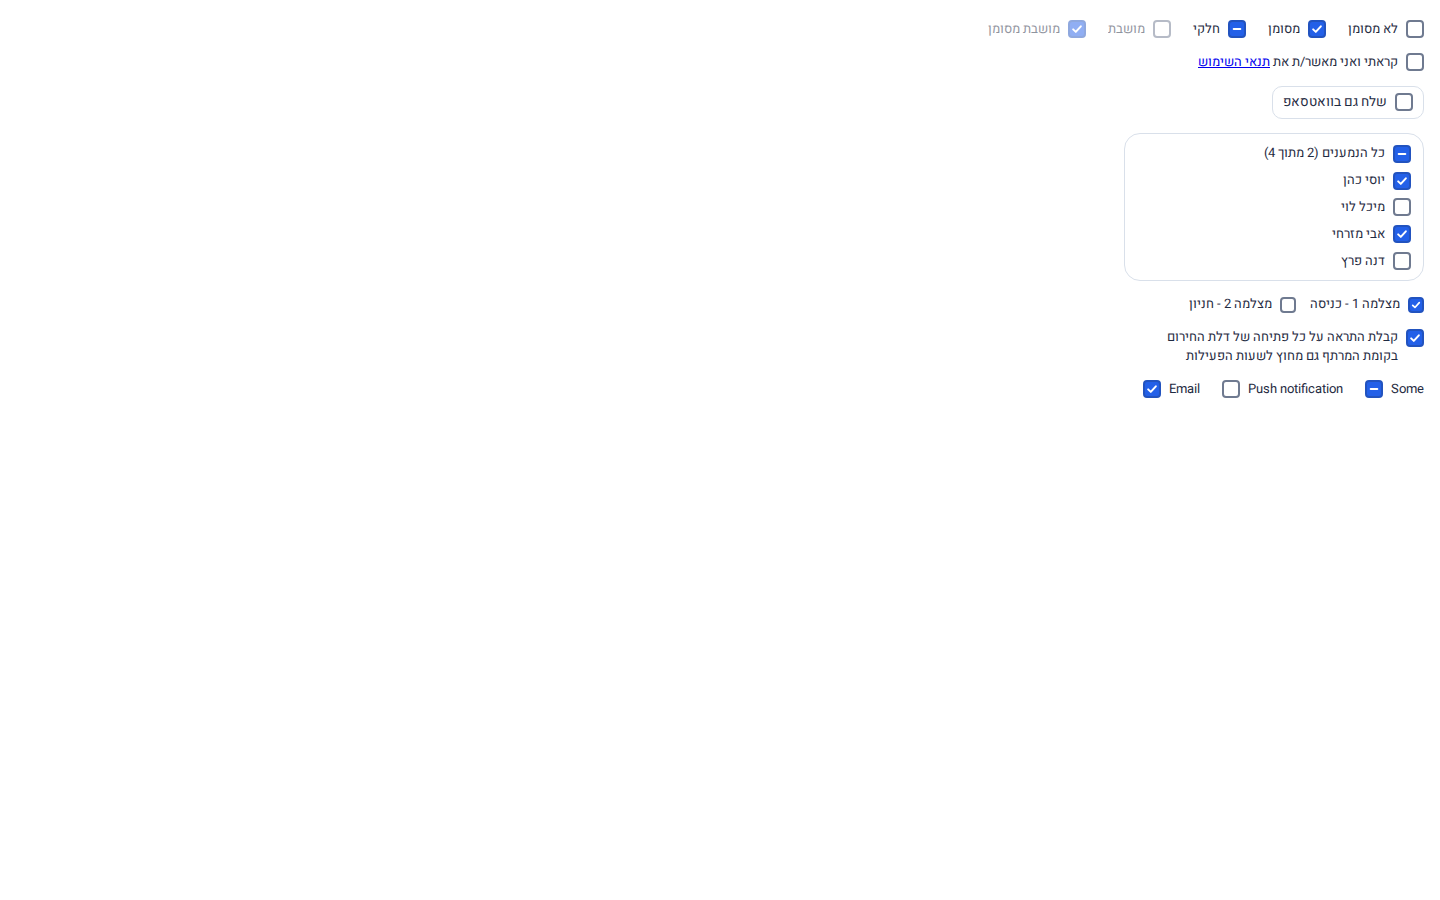 לא מסומן מסומן חלקי מושבת מושבת מסומן
קראתי ואני מאשר/ת את תנאי השימוש
שלח גם בוואטסאפ
כל הנמענים (2 מתוך 4)
יוסי כהן
מיכל לוי
אבי מזרחי
דנה פרץ
מצלמה 1 - כניסה מצלמה 2 - חניון
קבלת התראה על כל פתיחה של דלת החירום
בקומת המרתף גם מחוץ לשעות הפעילות
Email Push notification Some